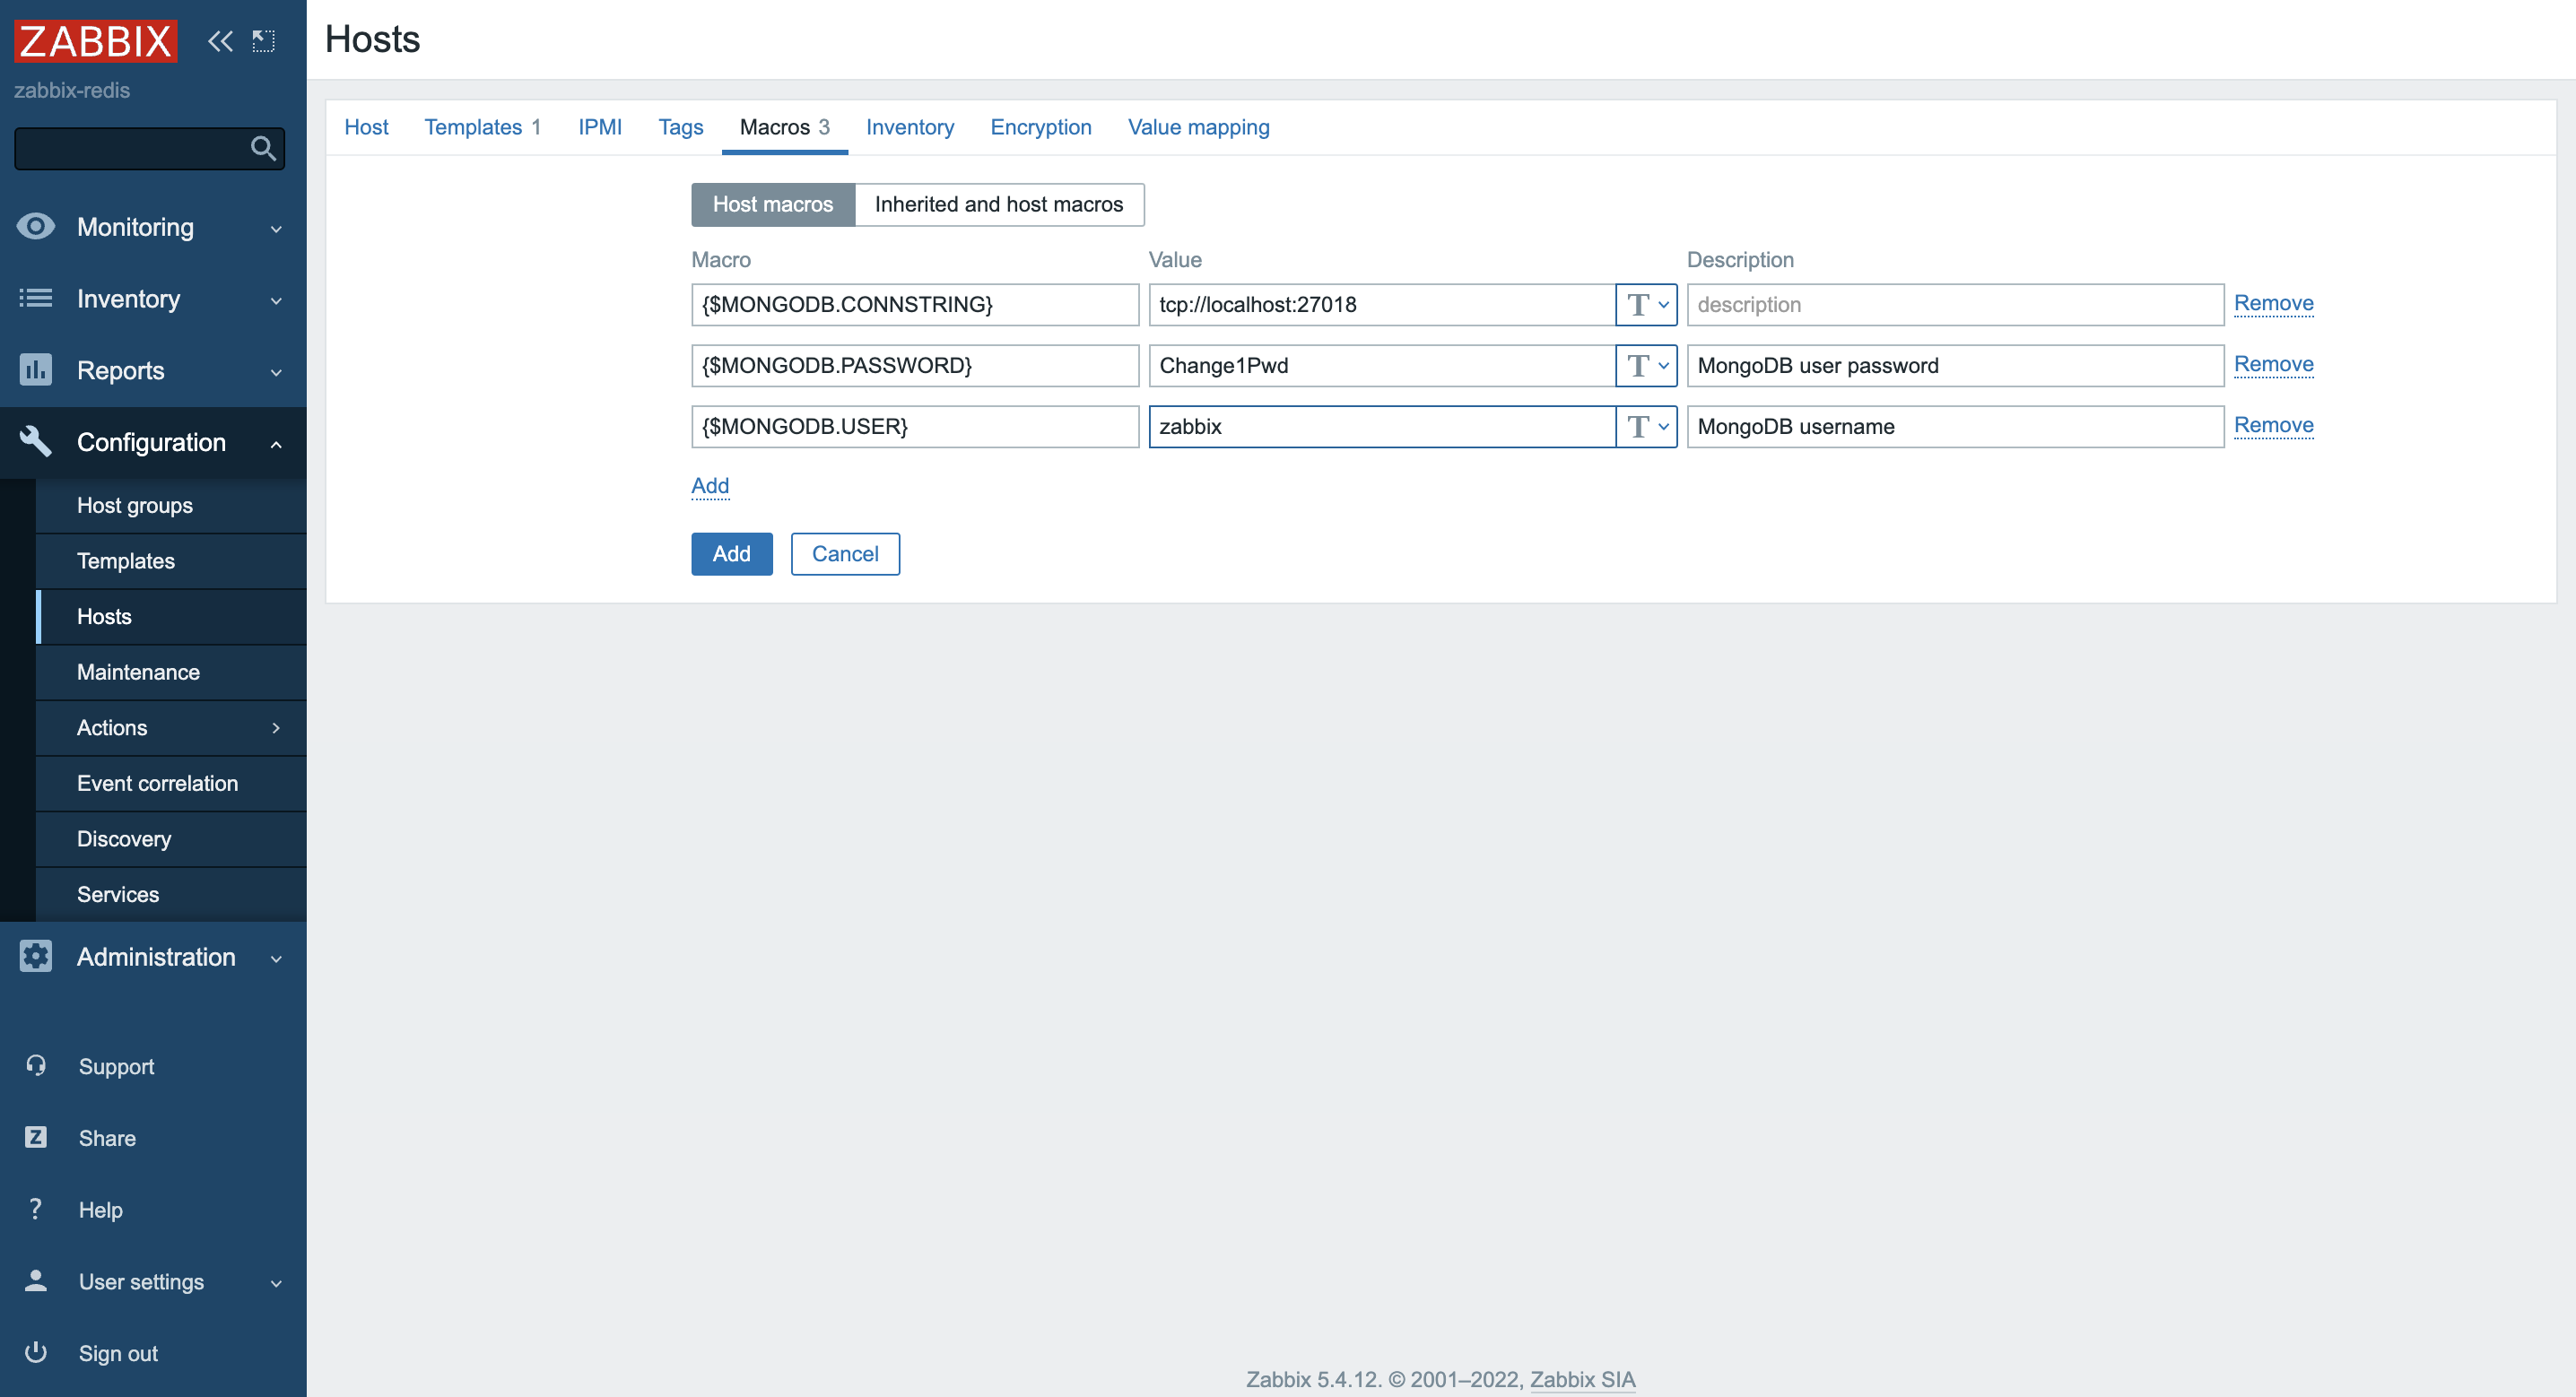 ZABBIX
zabbix-redis
Monitoring
Inventory
Reports
Configuration
Host groups
Templates
Hosts
Maintenance
Actions
Event correlation
Discovery
Services
Administration
Support
Z Share
? Help
User settings
Sign out
Hosts
Host Templates 1 IPMI Tags Macros 3 Inventory Encryption Value mapping
Host macros Inherited and host macros
Macro Value Description
{$MONGODB.CONNSTRING} tcp://localhost:27018 T description Remove
{$MONGODB.PASSWORD} Change1Pwd T MongoDB user password Remove
{$MONGODB.USER} zabbix T MongoDB username Remove
Add
Add Cancel
Zabbix 5.4.12. © 2001–2022, Zabbix SIA